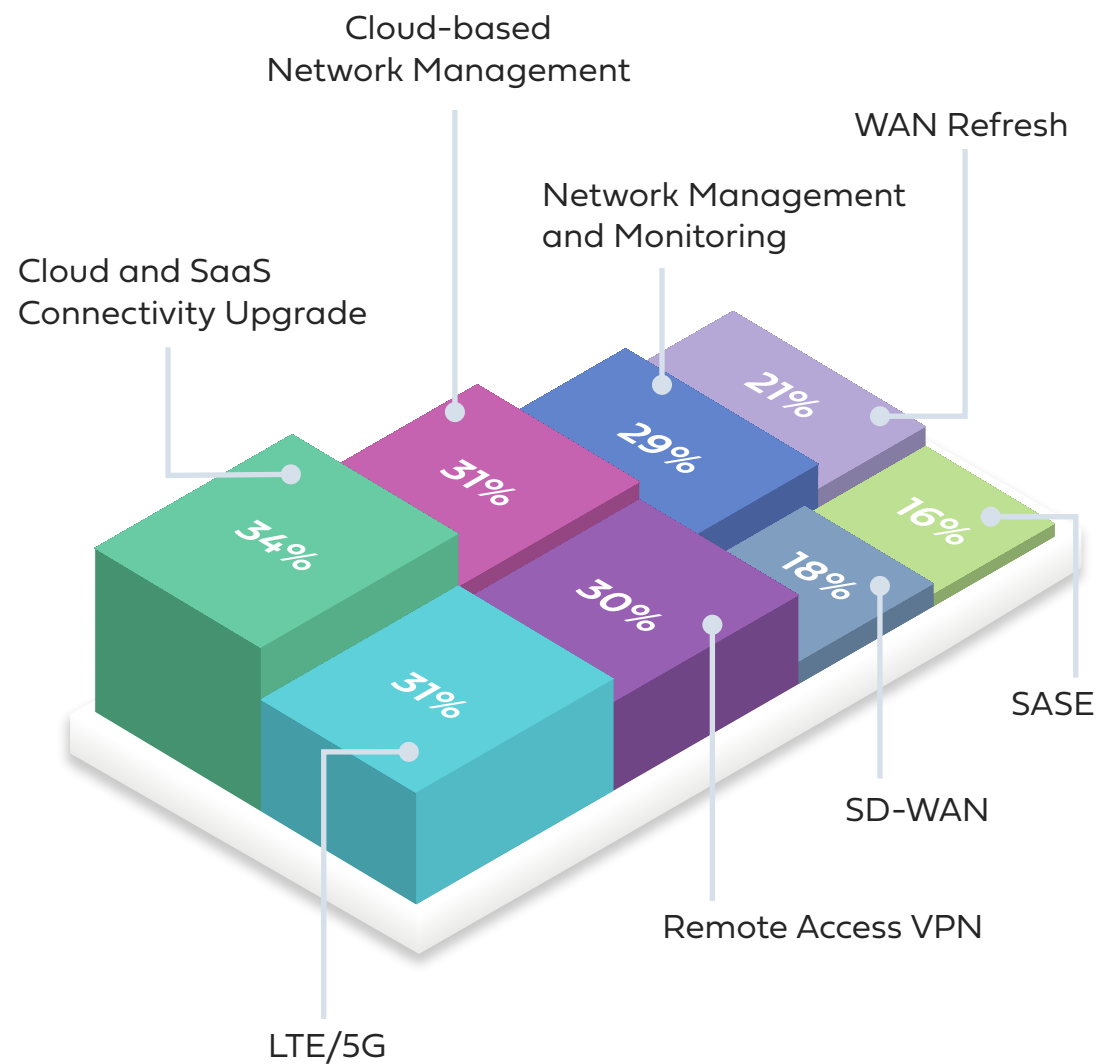 Cloud-based
Network Management
WAN Refresh
Network Management
and Monitoring
Cloud and SaaS
Connectivity Upgrade
21%
29%
31%
16%
34%
18%
30%
31%
SASE
SD-WAN
Remote Access VPN
LTE/5G